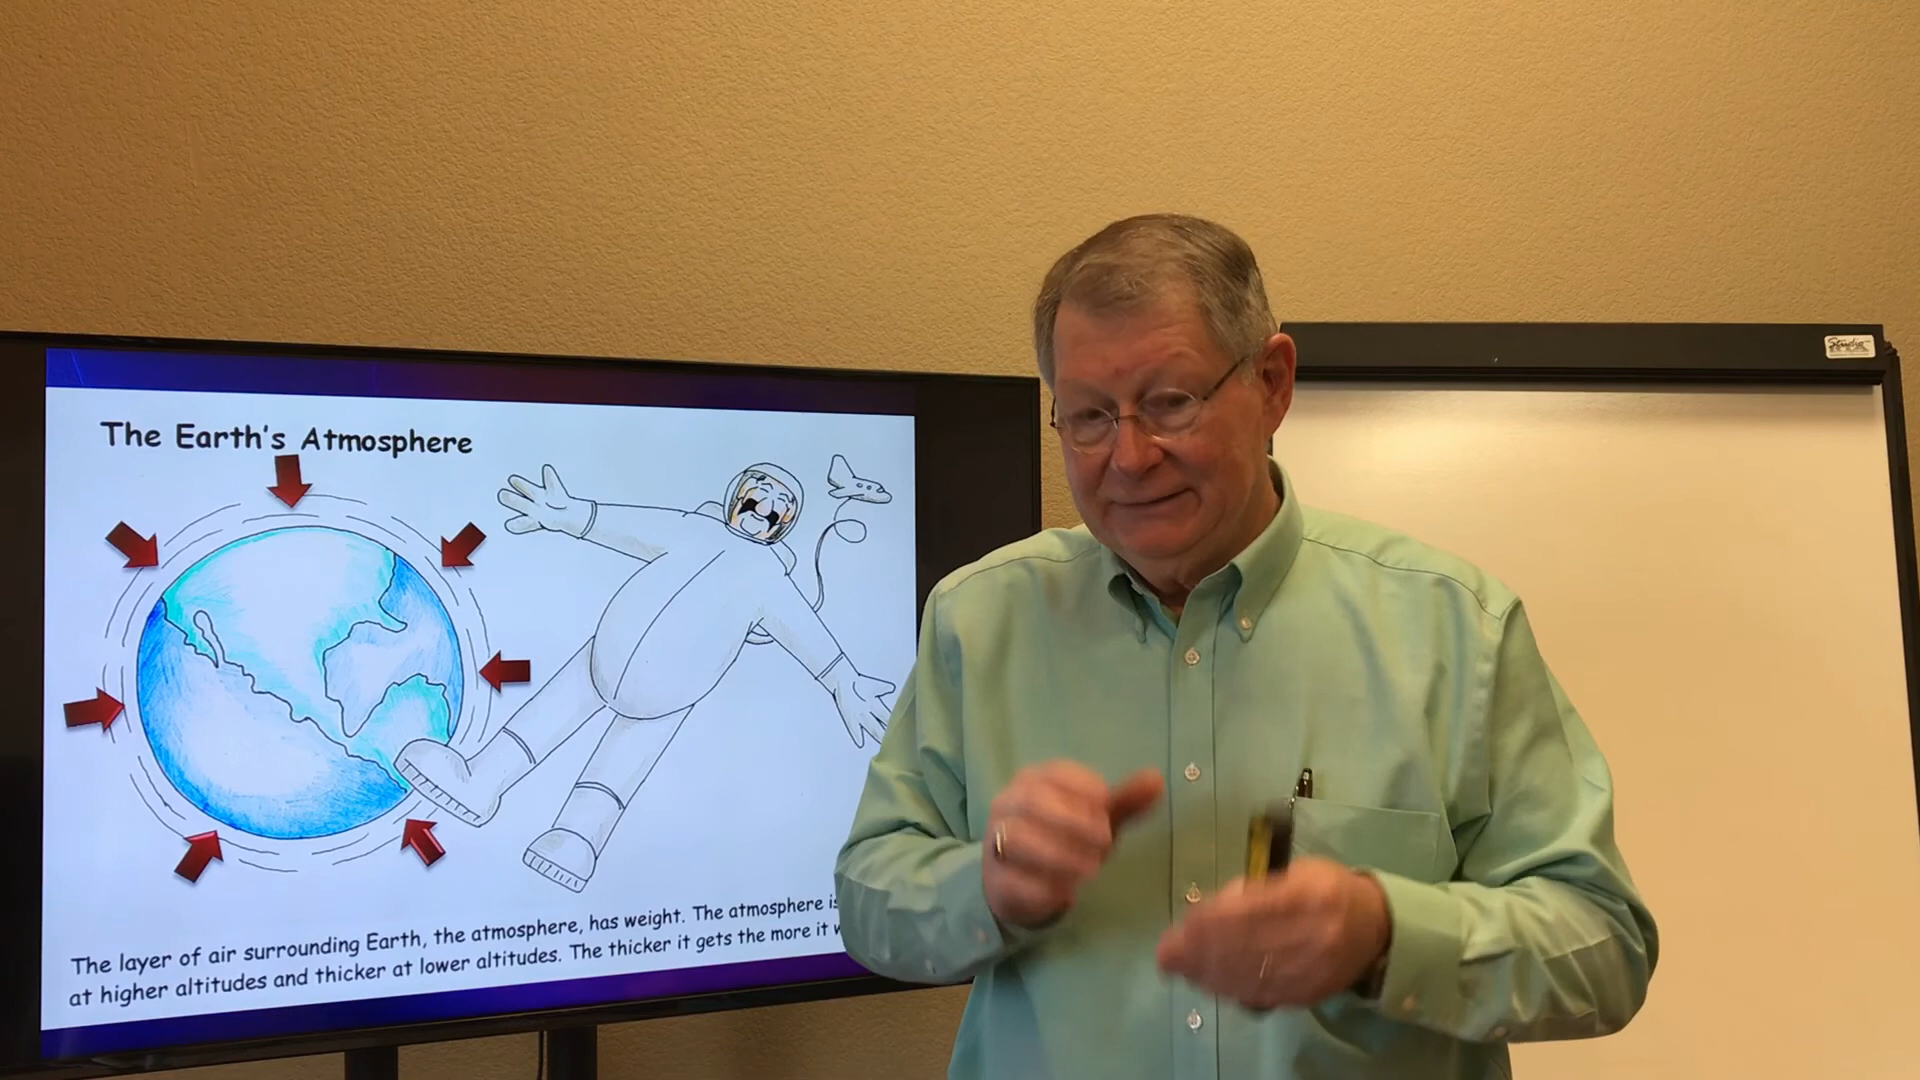 The Earth's Atmosphere
The layer of air surrounding Earth, the atmosphere, has weight. The atmosphere is
at higher altitudes and thicker at lower altitudes. The thicker it gets the more it
Studio